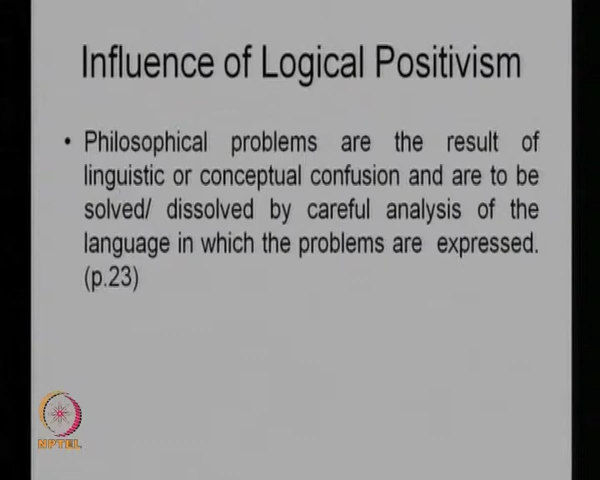 Influence of Logical Positivism
• Philosophical problems are the result of
linguistic or conceptual confusion and are to be
solved/ dissolved by careful analysis of the
language in which the problems are expressed.
(p.23)
NPTEL